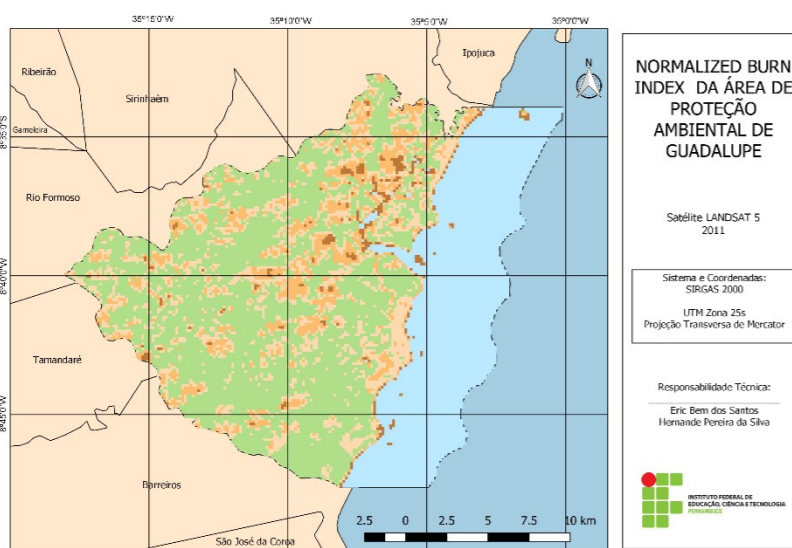 35°15'0"W
35°10'0"W
35°5'0"W
35°0'0"W
Ribeirão
Ipojuca
Sirinhaém
N
Gameleira
8°35'0"S
Rio Formoso
8°40'0"S
Tamandaré
8°45'0"S
Barreiros
São José da Coroa
2.5 0 2.5 5 7.5 10 km
NORMALIZED BURN
INDEX DA ÁREA DE
PROTEÇÃO
AMBIENTAL DE
GUADALUPE
Satélite LANDSAT 5
2011
Sistema e Coordenadas:
SIRGAS 2000
UTM Zona 25s
Projeção Transversa de Mercator
Responsabilidade Técnica:
Eric Bem dos Santos
Hernande Pereira da Silva
INSTITUTO FEDERAL DE
EDUCAÇÃO, CIÊNCIA E TECNOLOGIA
PERNAMBUCO